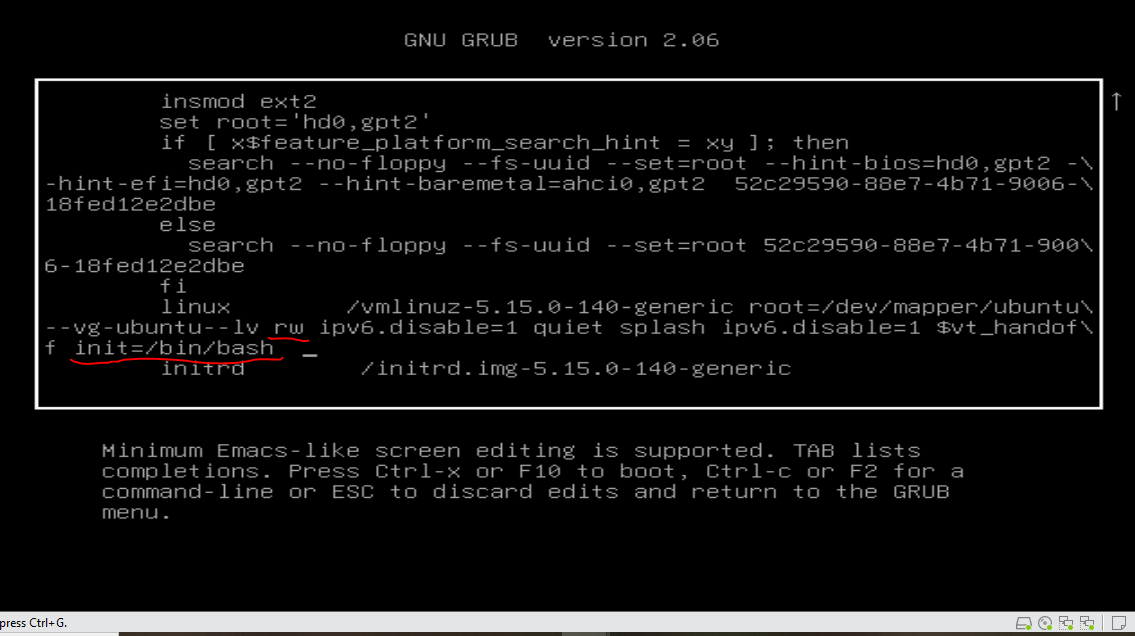 GNU GRUB  version 2.06
insmod ext2
set root='hd0,gpt2'
if [ x$feature_platform_search_hint = xy ]; then
search --no-floppy --fs-uuid --set=root --hint-bios=hd0,gpt2 -\
-hint-efi=hd0,gpt2 --hint-baremetal=ahci0,gpt2  52c29590-88e7-4b71-9006-\
18fed12e2dbe
else
search --no-floppy --fs-uuid --set=root 52c29590-88e7-4b71-900\
6-18fed12e2dbe
fi
linux        /vmlinuz-5.15.0-140-generic root=/dev/mapper/ubuntu\
--vg-ubuntu--lv rw ipv6.disable=1 quiet splash ipv6.disable=1 $vt_handof\
f init=/bin/bash  _
initrd        /initrd.img-5.15.0-140-generic
Minimum Emacs-like screen editing is supported. TAB lists
completions. Press Ctrl-x or F10 to boot, Ctrl-c or F2 for a
command-line or ESC to discard edits and return to the GRUB
menu.
press Ctrl+G.